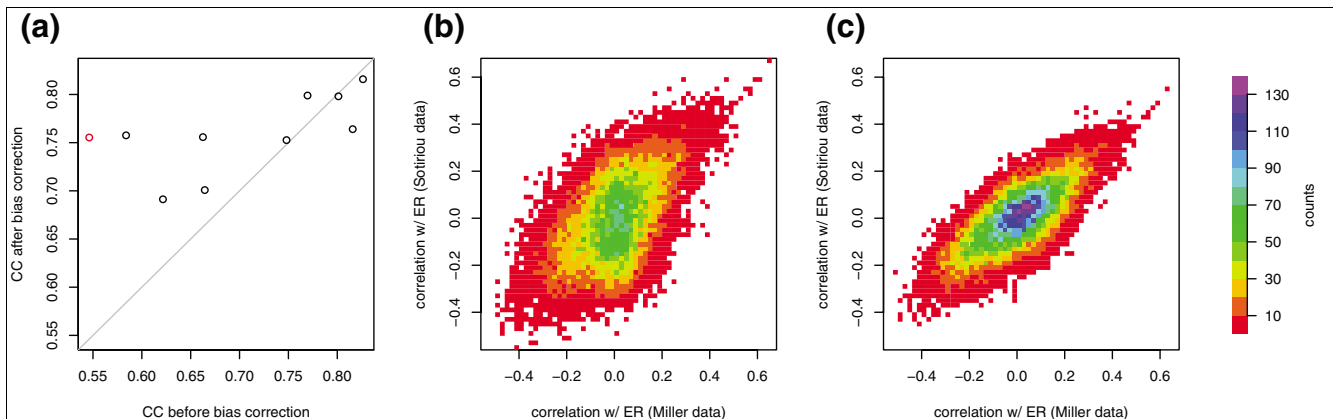 (a)
CC after bias correction
0.80
0.75
0.70
0.65
0.60
0.55
0.55 0.60 0.65 0.70 0.75 0.80
CC before bias correction
(b)
correlation w/ ER (Sotiriou data)
0.6
0.4
0.2
0.0
−0.2
−0.4
−0.4 −0.2 0.0 0.2 0.4 0.6
correlation w/ ER (Miller data)
(c)
correlation w/ ER (Sotiriou data)
0.6
0.4
0.2
0.0
−0.2
−0.4
−0.4 −0.2 0.0 0.2 0.4 0.6
correlation w/ ER (Miller data)
130
110
90
70
50
30
10
counts